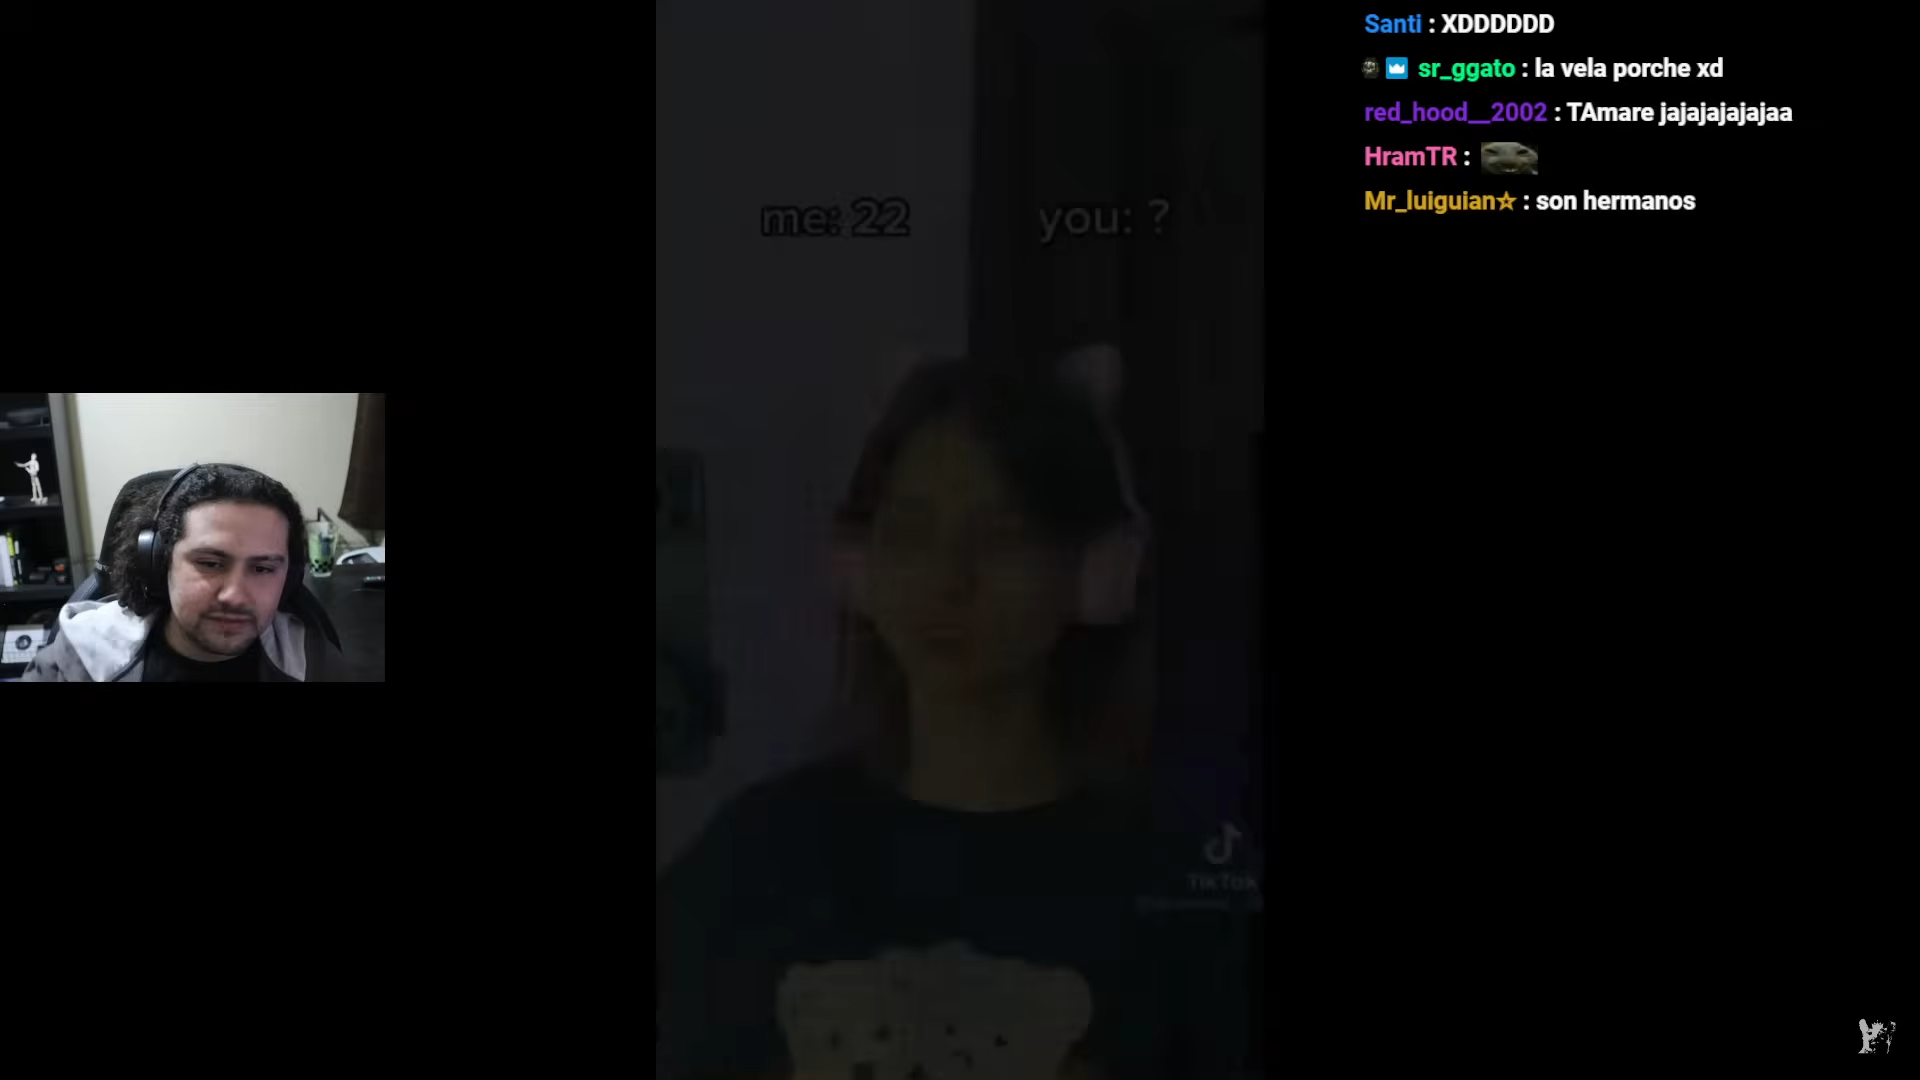 Santi : XDDDDDD
sr_ggato : la vela porche xd
red_hood__2002 : TAmare jajajajajajaa
HramTR :
Mr_luiguian☆ : son hermanos
me: 22
you: ?
TikTok